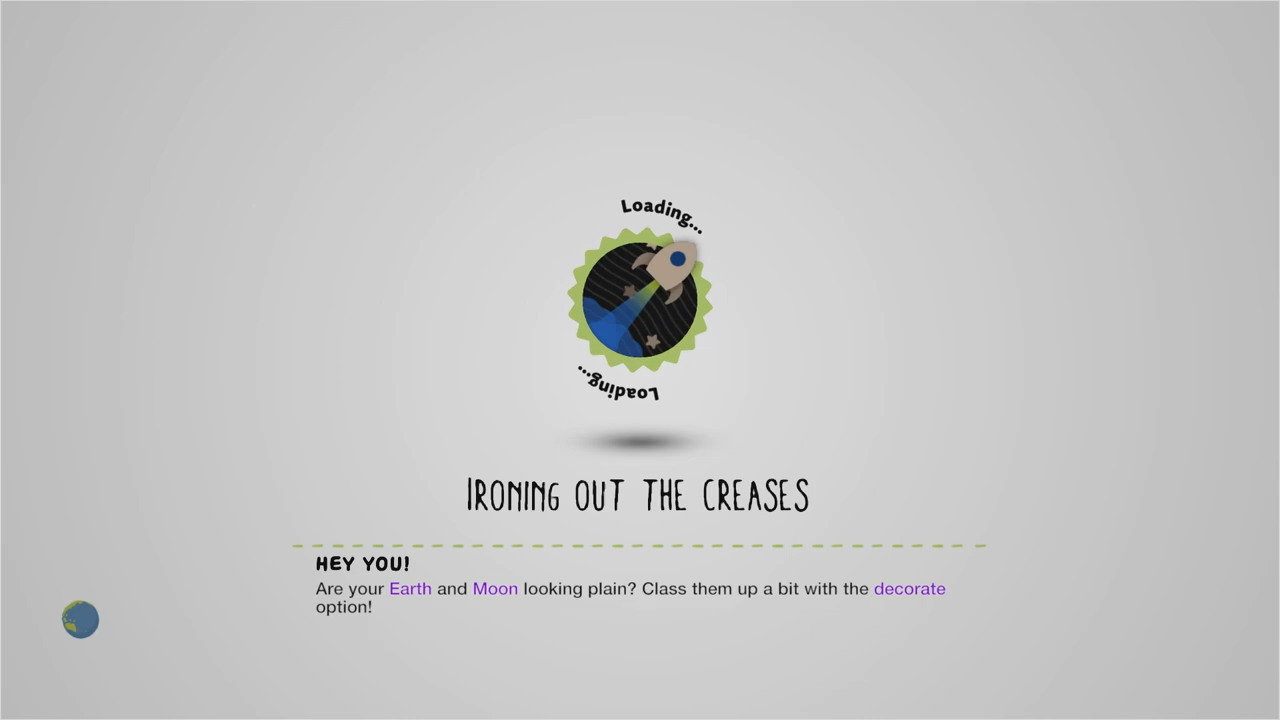 Loading...
Loading...
IRONING OUT THE CREASES
HEY YOU!
Are your Earth and Moon looking plain? Class them up a bit with the decorate
option!